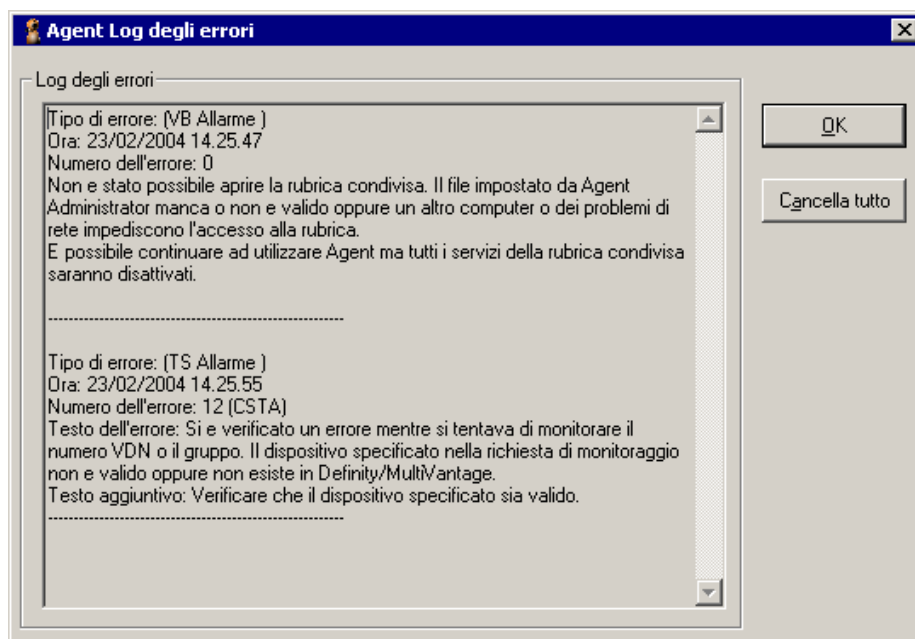 Agent Log degli errori
Log degli errori
Tipo di errore: (VB Allarme )
Ora: 23/02/2004 14.25.47
Numero dell'errore: 0
Non e stato possibile aprire la rubrica condivisa. Il file impostato da Agent
Administrator manca o non e valido oppure un altro computer o dei problemi di
rete impediscono l'accesso alla rubrica.
E possibile continuare ad utilizzare Agent ma tutti i servizi della rubrica condivisa
saranno disattivati.
----------------------------------------------------------
Tipo di errore: (TS Allarme )
Ora: 23/02/2004 14.25.55
Numero dell'errore: 12 (CSTA)
Testo dell'errore: Si e verificato un errore mentre si tentava di monitorare il
numero VDN o il gruppo. Il dispositivo specificato nella richiesta di monitoraggio
non e valido oppure non esiste in Definity/MultiVantage.
Testo aggiuntivo: Verificare che il dispositivo specificato sia valido.
----------------------------------------------------------
OK
Cancella tutto